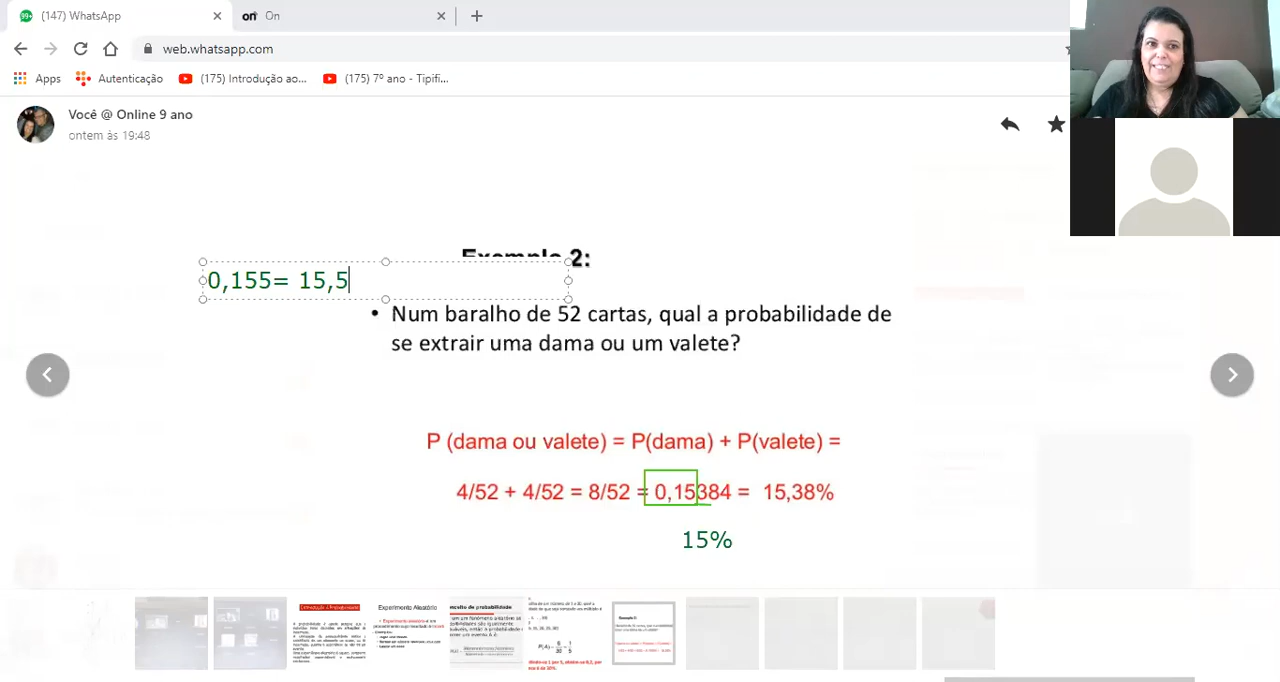 (147) WhatsApp
on On
web.whatsapp.com
Apps Autenticação (175) Introdução ao... (175) 7º ano - Tipifi...
Você @ Online 9 ano
ontem às 19:48
Exemplo 2:
0,155= 15,5
• Num baralho de 52 cartas, qual a probabilidade de
se extrair uma dama ou um valete?
P (dama ou valete) = P(dama) + P(valete) =
4/52 + 4/52 = 8/52 = 0,15384 = 15,38%
15%
Experimento Aleatório